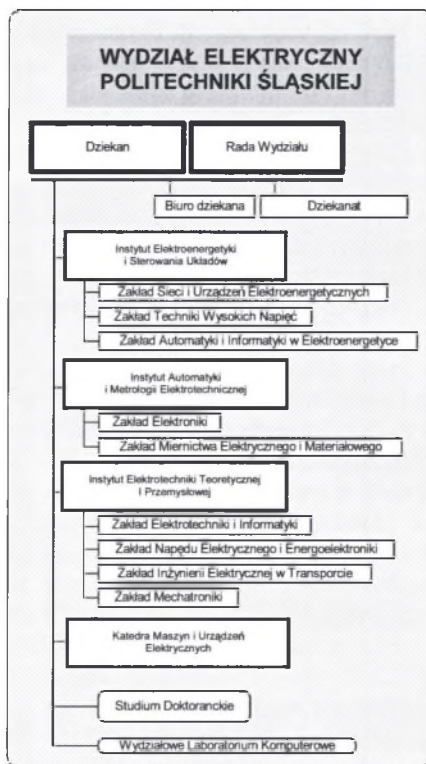 WYDZIAŁ ELEKTRYCZNY
POLITECHNIKI ŚLĄSKIEJ
Dziekan
Rada Wydziału
Biuro dziekana
Dziekanat
Instytut Elektroenergetyki
i Sterowania Układów
Zakład Sieci i Urządzeń Elektroenergetycznych
Zakład Techniki Wysokich Napięć
Zakład Automatyki i Informatyki w Elektroenergetyce
Instytut Automatyki
i Metrologii Elektrotechnicznej
Zakład Elektroniki
Zakład Miernictwa Elektrycznego i Materiałowego
Instytut Elektrotechniki Teoretycznej
I Przemysłowej
Zakład Elektrotechniki i Informatyki
Zakład Napędu Elektrycznego i Energoelektroniki
Zakład Inżynierii Elektrycznej w Transporcie
Zakład Mechatroniki
Katedra Maszyn i Urządzeń
Elektrycznych
Studium Doktoranckie
Wydziałowe Laboratorium Komputerowe